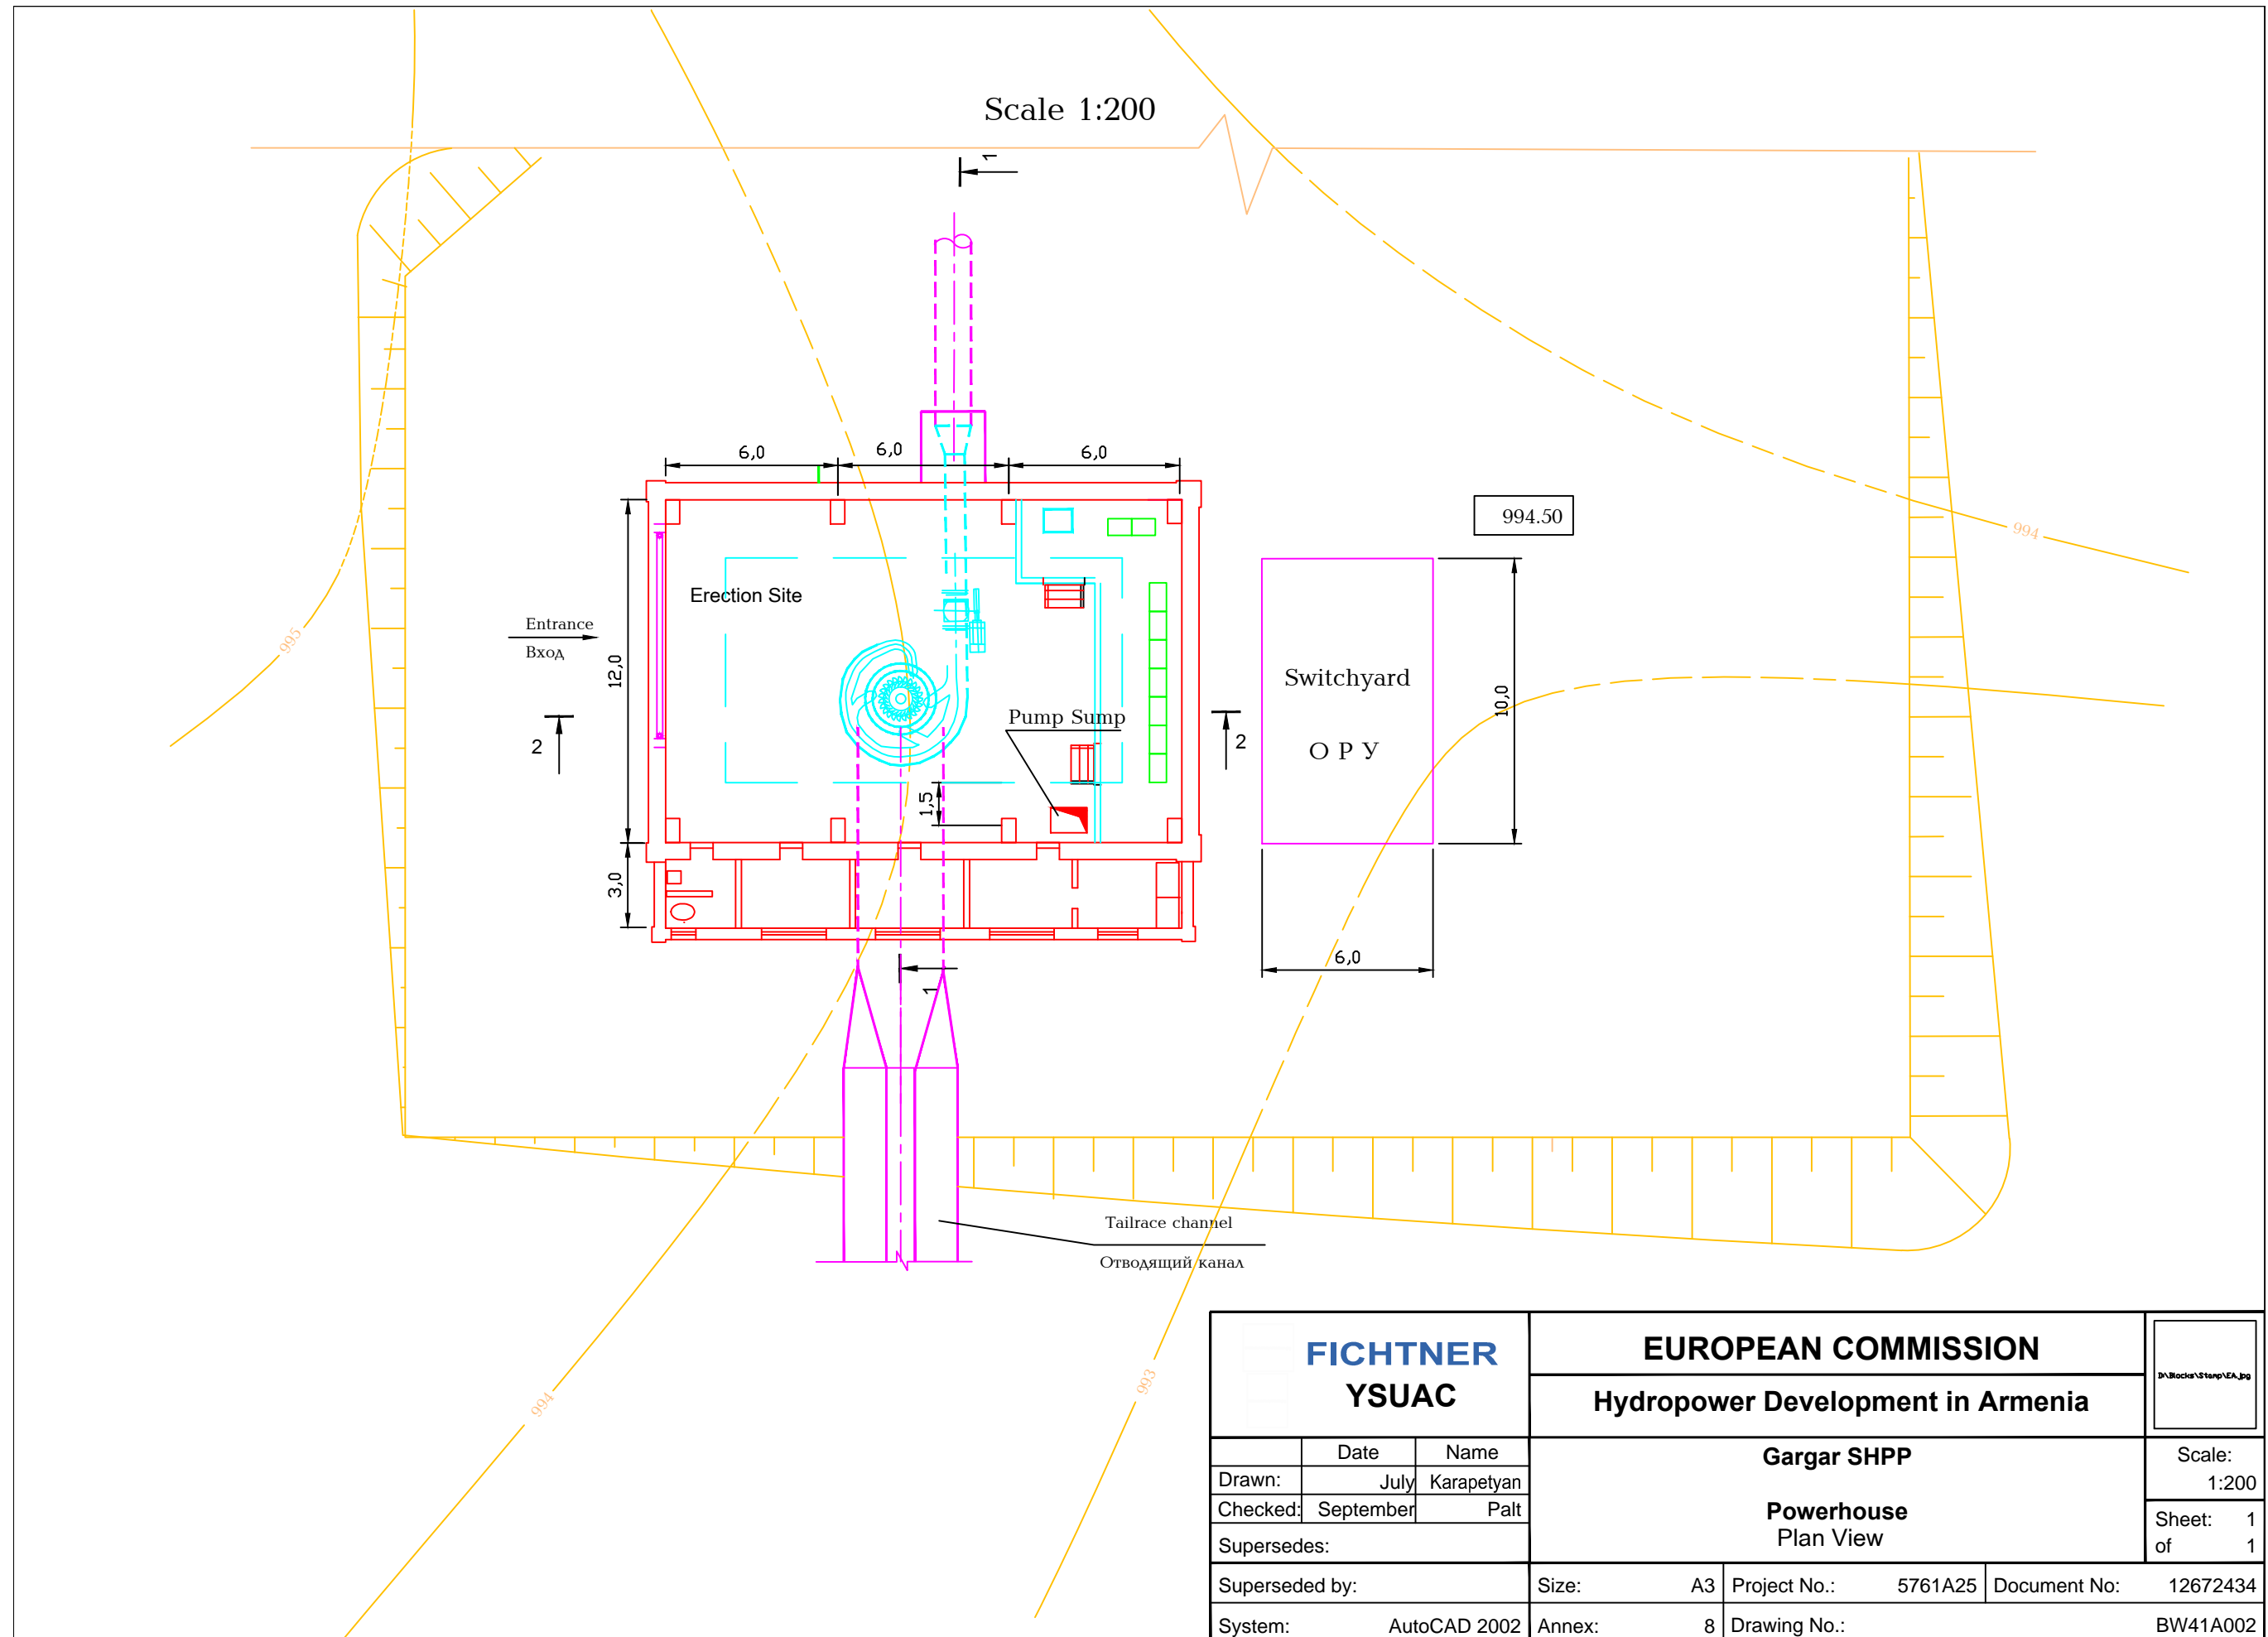 Scale 1:200
1
6,0
6,0
6,0
994.50
994
Erection Site
Entrance
Вход
995
12,0
Switchyard
О Р У
10,0
Pump Sump
2
2
1,5
3,0
6,0
1
Tailrace channel
Отводящий канал
994
993
FICHTNER
YSUAC
EUROPEAN COMMISSION
Hydropower Development in Armenia
D:\Blocks\Stamp\EA.jpg
Date Name
Drawn: July Karapetyan
Checked: September Palt
Supersedes:
Gargar SHPP
Powerhouse
Plan View
Scale:
1:200
Sheet: 1
of 1
Superseded by:
Size: A3 Project No.: 5761A25 Document No: 12672434
System: AutoCAD 2002 Annex: 8 Drawing No.: BW41A002